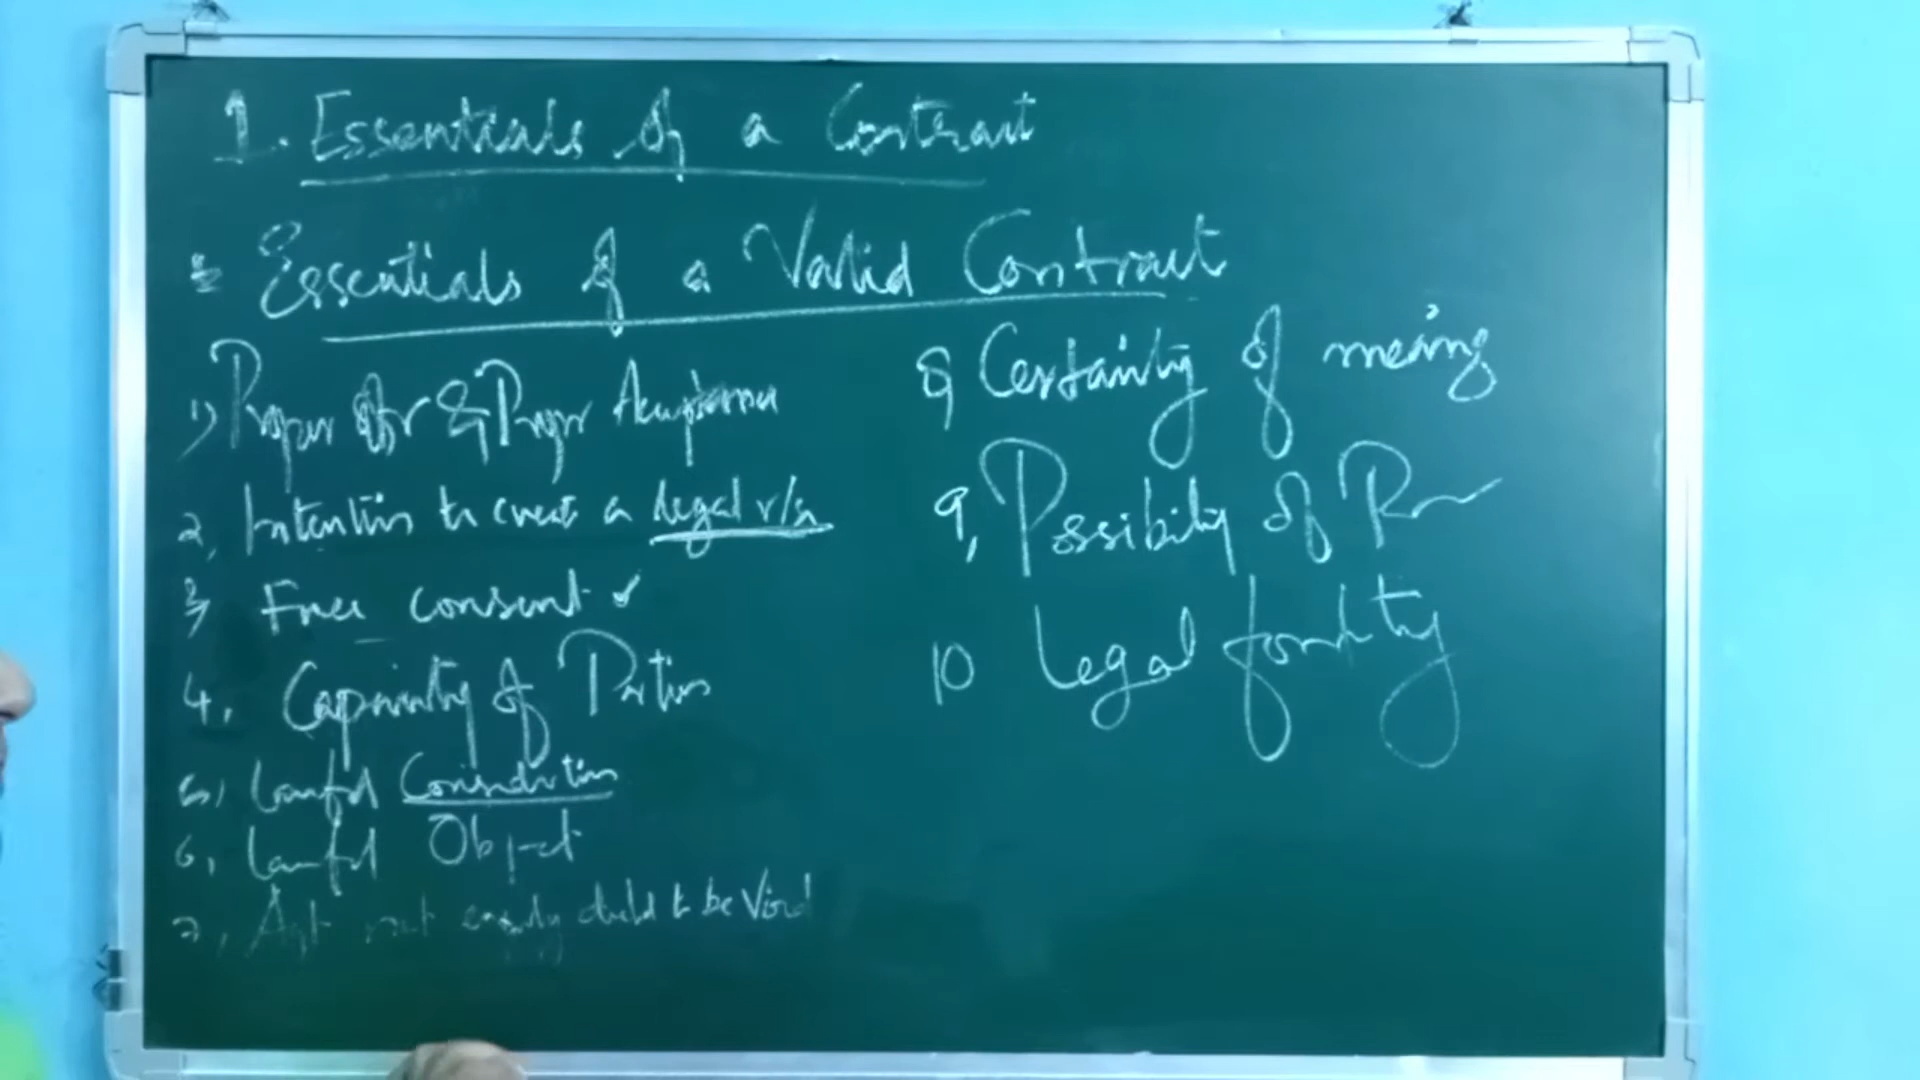 1. Essentials of a Contract
2 Essentials of a Valid Contract
1) Proper Offer & Proper Acceptance
2, Intention to create a legal r/n
3, Free consent ✓
4, Capacity of Parties
5, Lawful Consideration
6, Lawful Object
7, Agt not expressly declared to be Void
8 Certainty of meaning
9, Possibility of
10 Legal formality